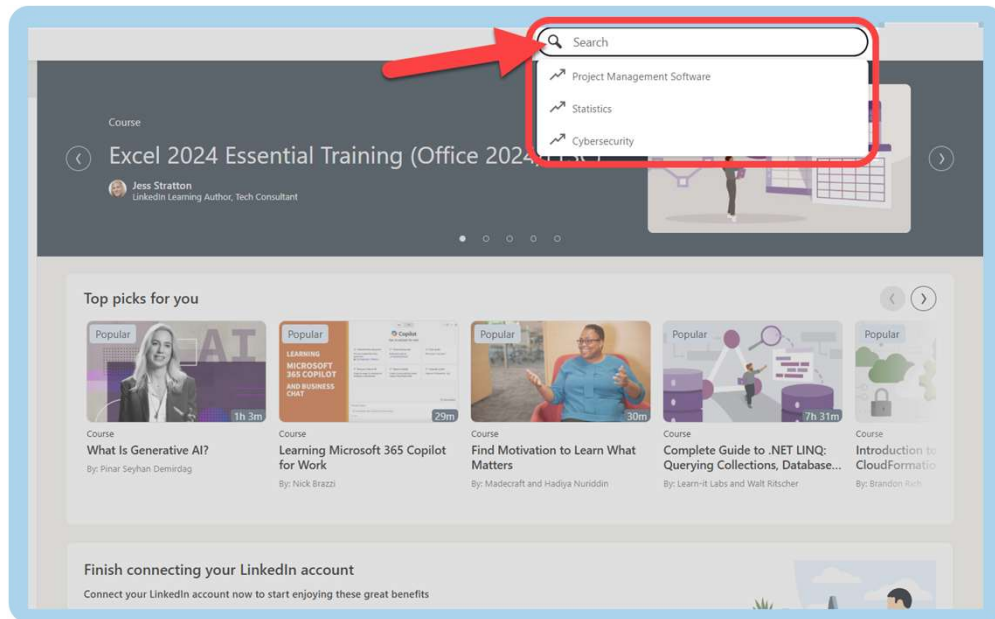 Search
Project Management Software
Statistics
Cybersecurity
Course
Excel 2024 Essential Training (Office 2024/LTSC)
Jess Stratton
LinkedIn Learning Author, Tech Consultant
Top picks for you
Popular
AI
1h 3m
Course
What Is Generative AI?
By: Pinar Seyhan Demirdag
Popular
Copilot
LEARNING
MICROSOFT
365 COPILOT
AND BUSINESS
CHAT
29m
Course
Learning Microsoft 365 Copilot
for Work
By: Nick Brazzi
Popular
30m
Course
Find Motivation to Learn What
Matters
By: Madecraft and Hadiya Nuriddin
Popular
7h 31m
Course
Complete Guide to .NET LINQ:
Querying Collections, Database...
By: Learn-it Labs and Walt Ritscher
Popular
Course
Introduction to
CloudFormatio
By: Brandon Rich
Finish connecting your LinkedIn account
Connect your LinkedIn account now to start enjoying these great benefits